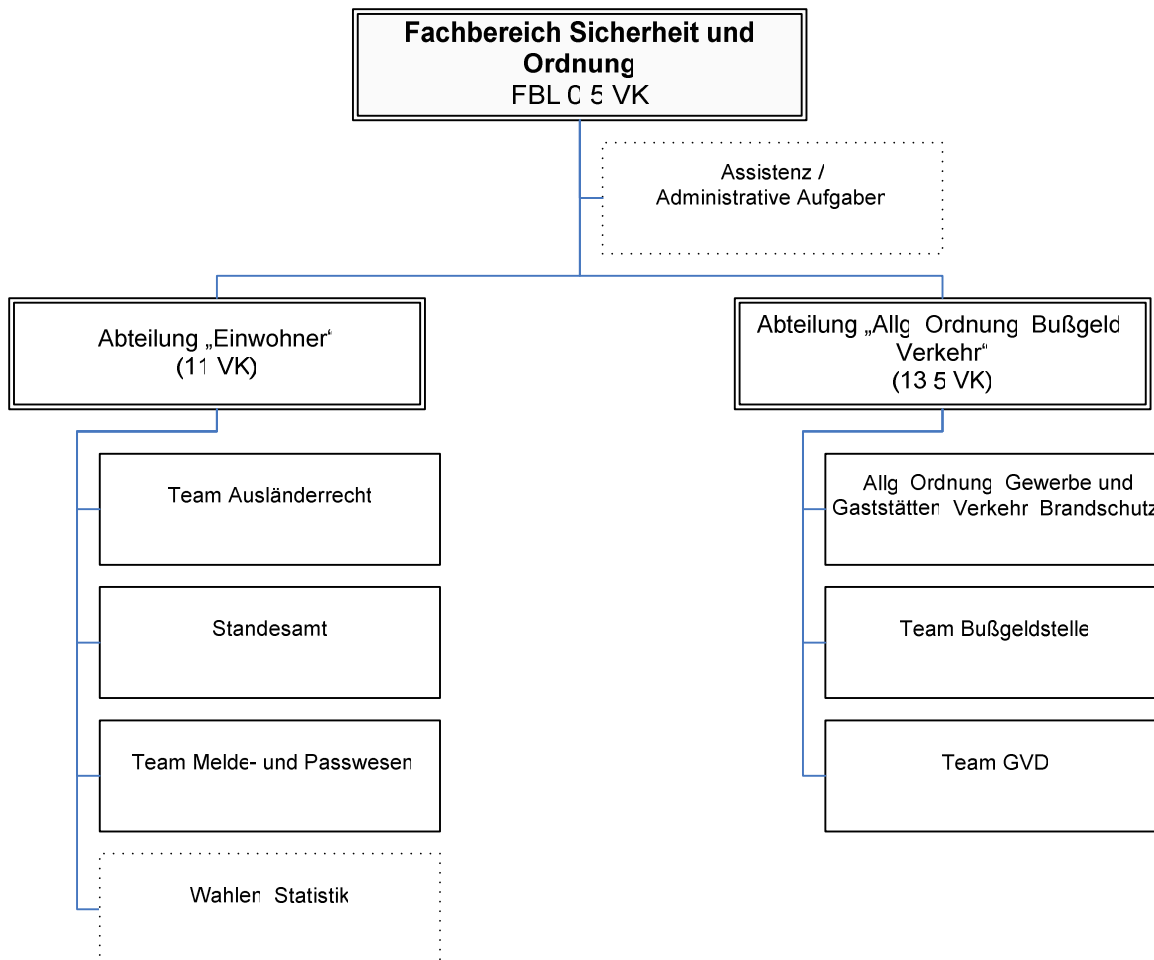 Fachbereich Sicherheit und
Ordnung
FBL 0 5 VK
Assistenz /
Administrative Aufgaben
Abteilung „Einwohner“
(11 VK)
Team Ausländerrecht
Standesamt
Team Melde- und Passwesen
Wahlen Statistik
Abteilung „Allg Ordnung Bußgeld
Verkehr“
(13 5 VK)
Allg Ordnung Gewerbe und
Gaststätten Verkehr Brandschutz
Team Bußgeldstelle
Team GVD